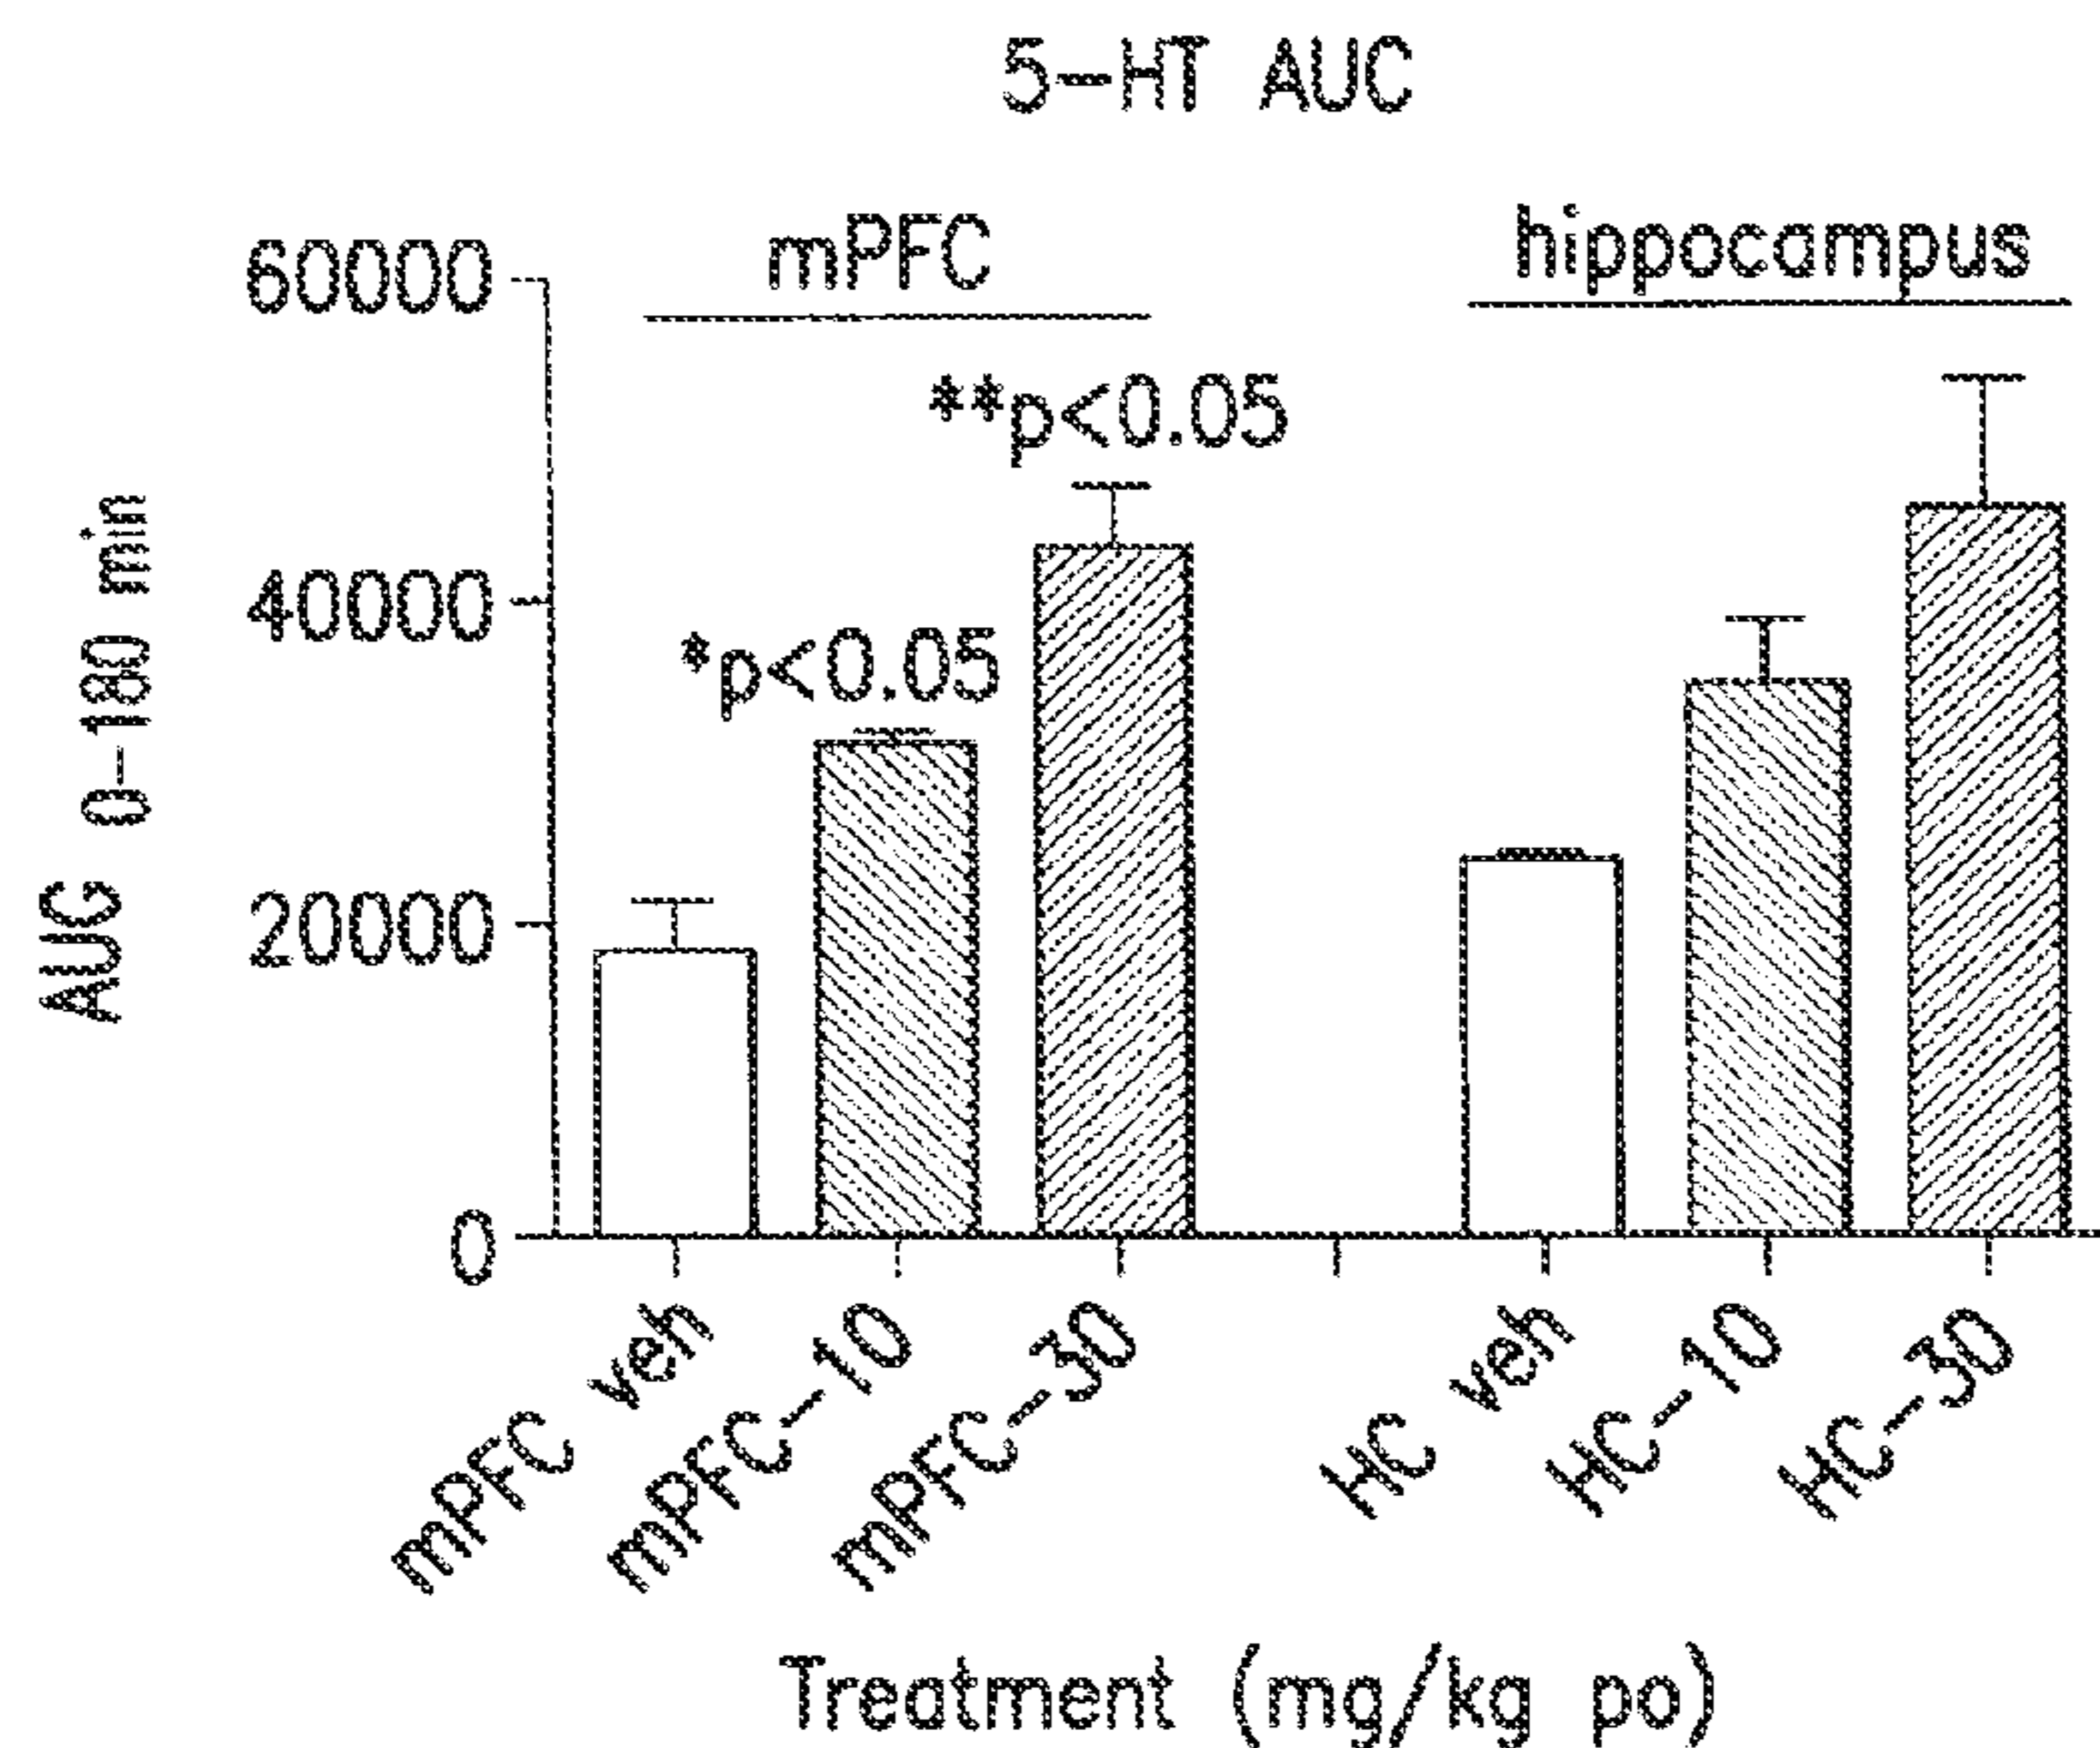 5-HT AUC
mPFC
hippocampus
60000
**p<0.05
40000
*p<0.05
20000
0
AUC 0-180 min
mPFC veh
mPFC-10
mPFC-30
HC veh
HC-10
HC-30
Treatment (mg/kg po)